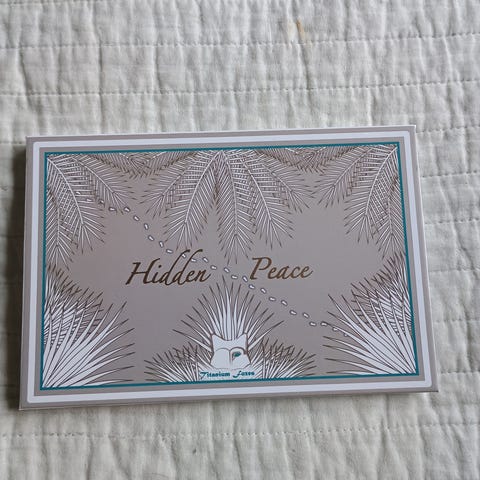 Hidden Peace
Titanium Foxes